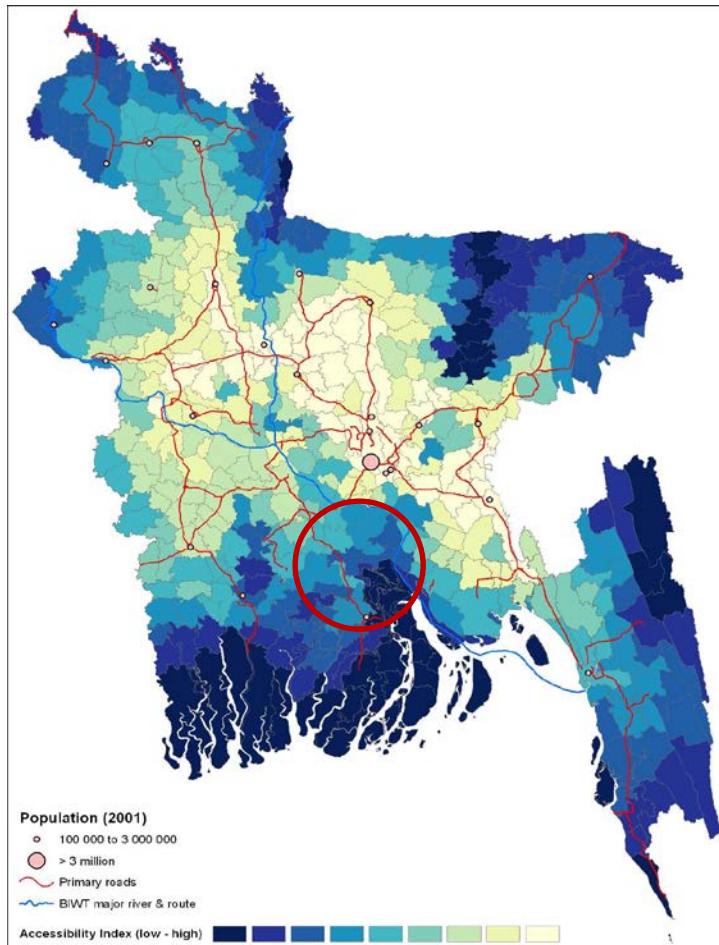 Population (2001)
100 000 to 3 000 000
> 3 million
Primary roads
BIWT major river & route
Accessibility Index (low - high)